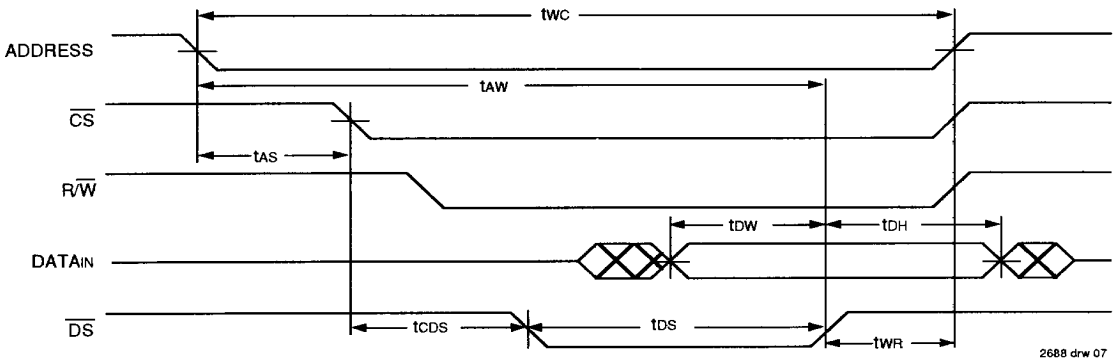 tWC
ADDRESS
tAW
CS
tAS
R/W
tDW
tDH
DATAIN
DS
tCDS
tDS
tWR
2688 drw 07